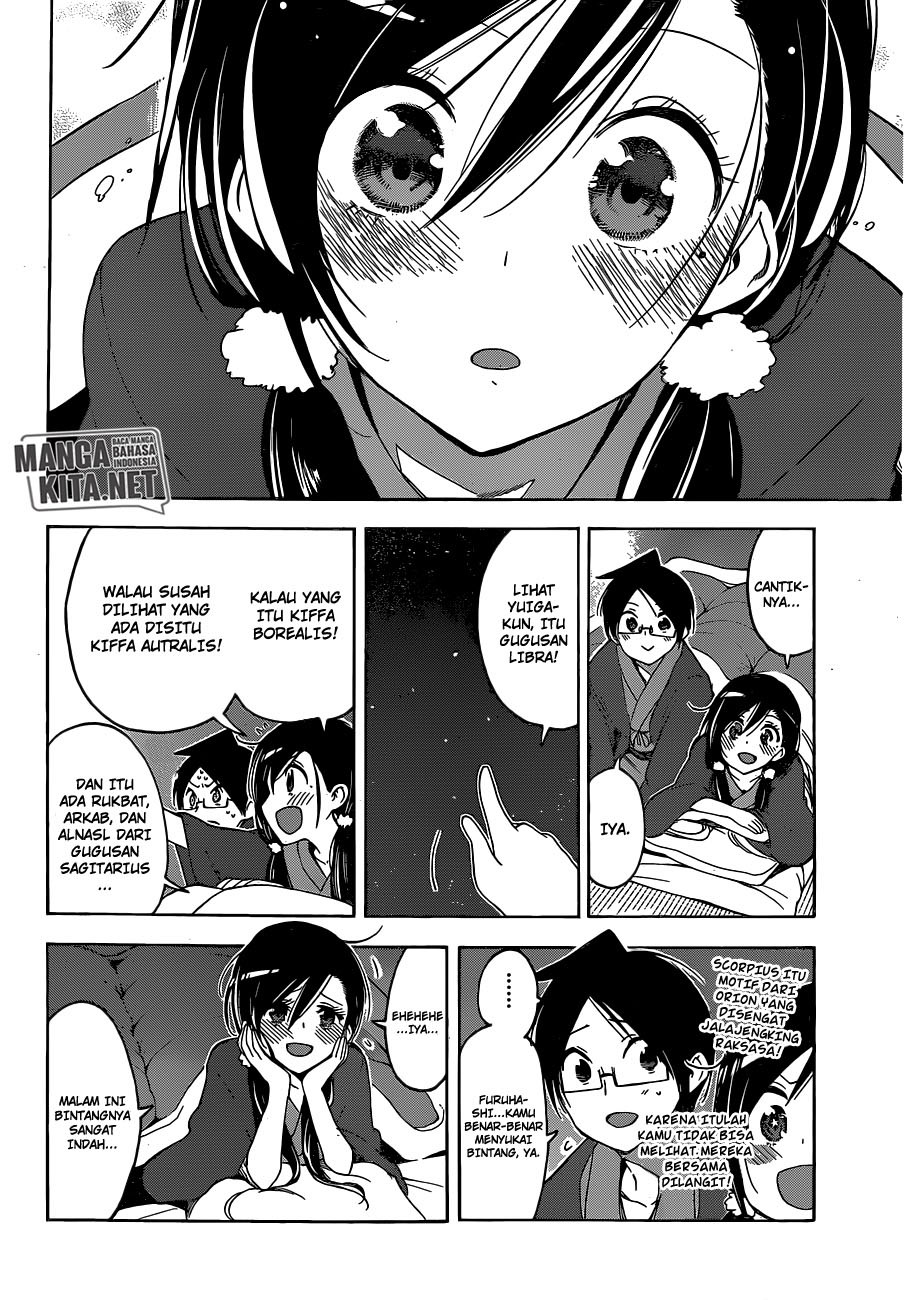 MANGA
KITA.NET
BACA MANGA
BAHASA
INDONESIA
CANTIK-
NYA...
IYA.
LIHAT
YUIGA-
KUN, ITU
GUGUSAN
LIBRA!
KALAU YANG
ITU KIFFA
BOREALIS!
WALAU SUSAH
DILIHAT YANG
ADA DISITU
KIFFA AUTRALIS!
DAN ITU
ADA RUKBAT,
ARKAB, DAN
ALNASL DARI
GUGUSAN
SAGITARIUS
...
SCORPIUS ITU
MOTIF DARI
ORION YANG
DISENGAT
JALAJENGKING
RAKSASA!
KARENA ITULAH
KAMU TIDAK BISA
MELIHAT MEREKA
BERSAMA
DILANGIT!
......
FURUHA-
SHI...KAMU
BENAR-BENAR
MENYUKAI
BINTANG, YA.
EHEHEHE
...IYA...
MALAM INI
BINTANGNYA
SANGAT
INDAH...